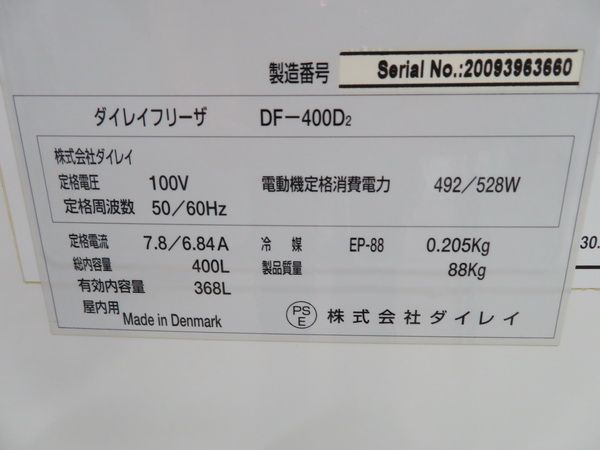 製造番号 Serial No.:20093963660
ダイレイフリーザ DF-400D2
株式会社ダイレイ
定格電圧 100V 電動機定格消費電力 492/528W
定格周波数 50/60Hz
定格電流 7.8/6.84A 冷媒 EP-88 0.205Kg
総内容量 400L 製品質量 88Kg
有効内容量 368L
屋内用 Made in Denmark PSE 株式会社ダイレイ
30.